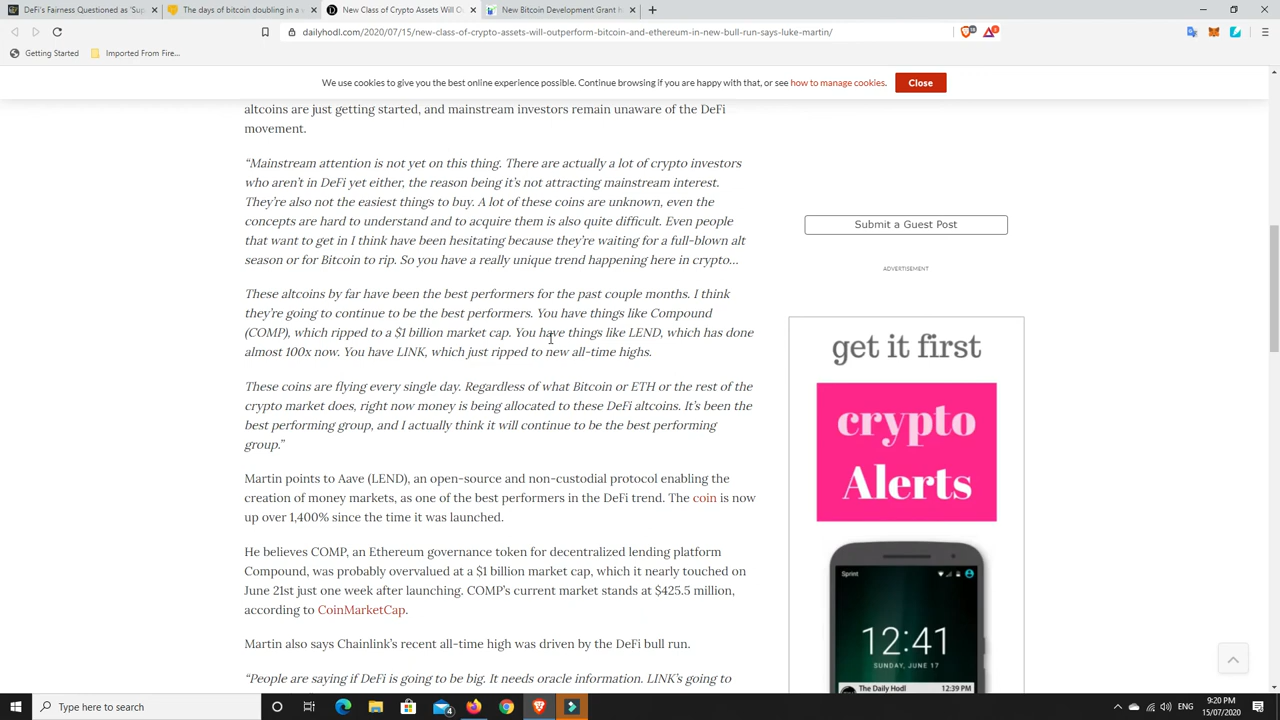 DeFi's Fairness Questioned as 'Sup
The days of bitcoin doubling in a
New Class of Crypto Assets Will O
New Bitcoin Development Grant
dailyhodl.com/2020/07/15/new-class-of-crypto-assets-will-outperform-bitcoin-and-ethereum-in-new-bull-run-says-luke-martin/
Getting Started
Imported From Fire...
We use cookies to give you the best online experience possible. Continue browsing if you are happy with that, or see how to manage cookies.
Close
altcoins are just getting started, and mainstream investors remain unaware of the DeFi
movement.
“Mainstream attention is not yet on this thing. There are actually a lot of crypto investors
who aren’t in DeFi yet either, the reason being it’s not attracting mainstream interest.
They’re also not the easiest things to buy. A lot of these coins are unknown, even the
concepts are hard to understand and to acquire them is also quite difficult. Even people
that want to get in I think have been hesitating because they’re waiting for a full-blown alt
season or for Bitcoin to rip. So you have a really unique trend happening here in crypto…
These altcoins by far have been the best performers for the past couple months. I think
they’re going to continue to be the best performers. You have things like Compound
(COMP), which ripped to a $1 billion market cap. You have things like LEND, which has done
almost 100x now. You have LINK, which just ripped to new all-time highs.
These coins are flying every single day. Regardless of what Bitcoin or ETH or the rest of the
crypto market does, right now money is being allocated to these DeFi altcoins. It’s been the
best performing group, and I actually think it will continue to be the best performing
group.”
Martin points to Aave (LEND), an open-source and non-custodial protocol enabling the
creation of money markets, as one of the best performers in the DeFi trend. The coin is now
up over 1,400% since the time it was launched.
He believes COMP, an Ethereum governance token for decentralized lending platform
Compound, was probably overvalued at a $1 billion market cap, which it nearly touched on
June 21st just one week after launching. COMP’s current market stands at $425.5 million,
according to CoinMarketCap.
Martin also says Chainlink’s recent all-time high was driven by the DeFi bull run.
“People are saying if DeFi is going to be big. It needs oracle information. LINK’s going to
Submit a Guest Post
ADVERTISEMENT
get it first
crypto
Alerts
Sprint
12:41
SUNDAY, JUNE 17
The Daily Hodl
12:39 PM
Type here to search
ENG
9:20 PM
15/07/2020